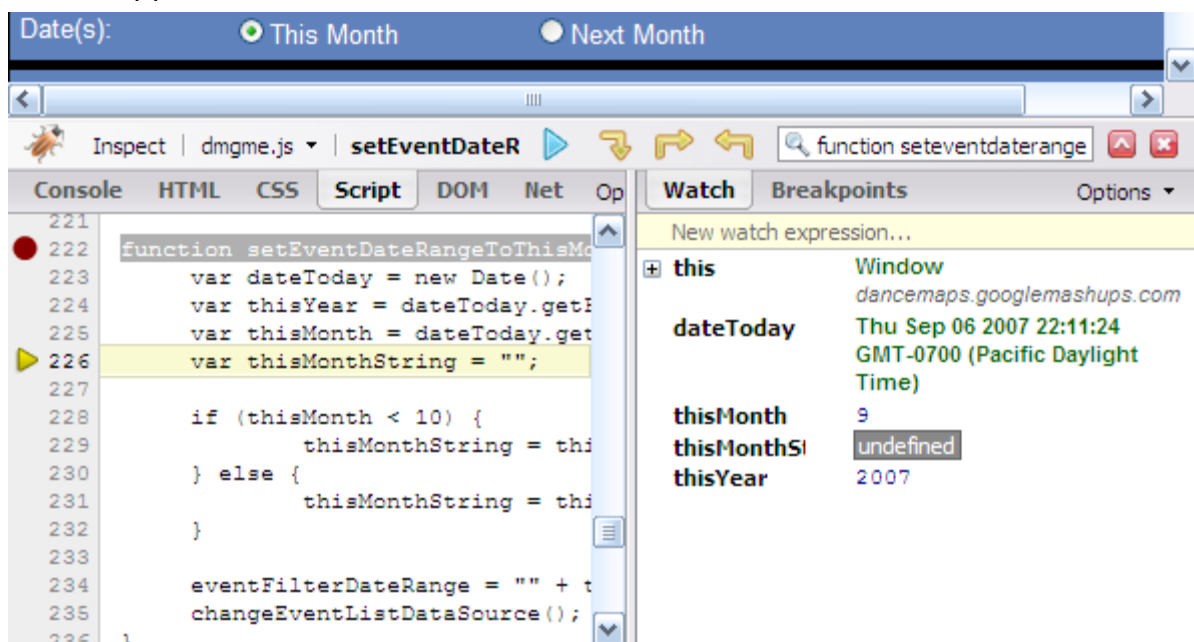 Date(s): This Month Next Month
Inspect dmgme.js setEventDateR function seteventdaterange
Console HTML CSS Script DOM Net Op
Watch Breakpoints Options
221
222 function setEventDateRangeToThisMo
223 var dateToday = new Date();
224 var thisYear = dateToday.get
225 var thisMonth = dateToday.get
226 var thisMonthString = "";
227
228 if (thisMonth < 10) {
229 thisMonthString = thi
230 } else {
231 thisMonthString = thi
232 }
233
234 eventFilterDateRange = "" + t
235 changeEventListDataSource();
236 }
New watch expression...
this Window
dancemaps.googlemashups.com
dateToday Thu Sep 06 2007 22:11:24
GMT-0700 (Pacific Daylight
Time)
thisMonth 9
thisMonthSt undefined
thisYear 2007